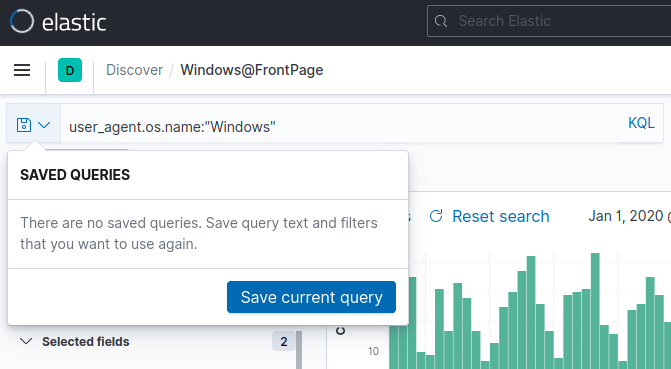 elastic
Search Elastic
D
Discover / Windows@FrontPage
user_agent.os.name:"Windows"
KQL
SAVED QUERIES
There are no saved queries. Save query text and filters
that you want to use again.
Save current query
Reset search
Jan 1, 2020
10
Selected fields
2